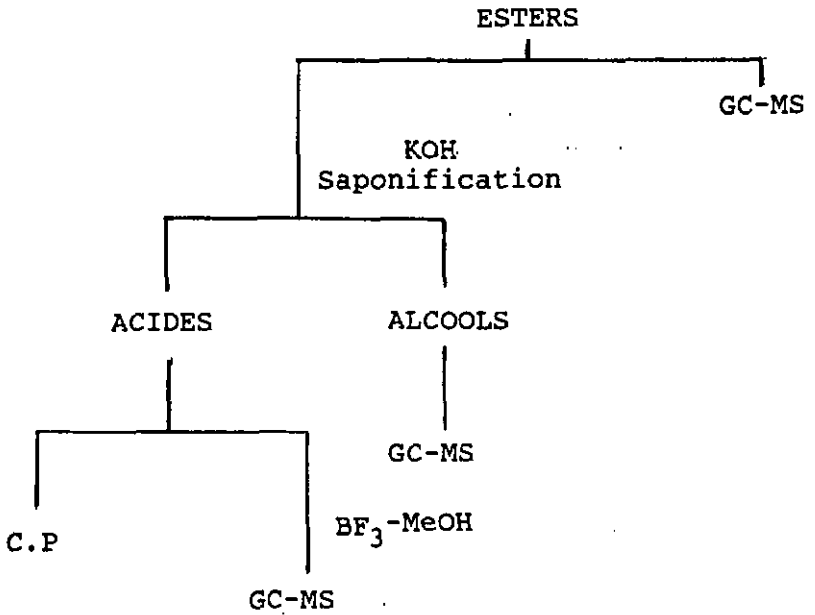 ESTERS
GC-MS
KOH
Saponification
ACIDES
ALCOOLS
GC-MS
C.P
BF₃-MeOH
GC-MS